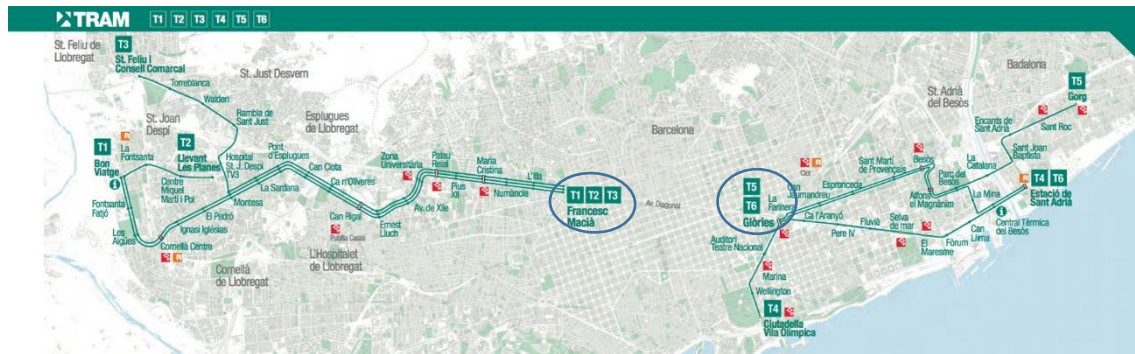 TRAM T1 T2 T3 T4 T5 T6
St. Feliu de
Llobregat
T3
St. Feliu |
Consell Comarcal
Torreblanca
Walden
Rambla de
Sant Just
St. Just Desvern
St. Joan
Despí
Esplugues
de Llobregat
T1
Bon
Viatge
La
Fontsanta
T2
Llevant
Les Planes
Centre
Miquel
Martí i Pol
Hospital
St. J. Despí
TV3
Pont
d'Esplugues
La Sardana
Montesa
El Pedró
Ignasi Iglésias
Cornellà Centre
Les
Aigües
Fontsanta
Fatjó
Cornellà
de Llobregat
Can Clota
Ca n'Oliveres
Can Rigal
Pubilla Casas
L'Hospitalet
de Llobregat
Ernest
Lluch
Av. de Xile
Zona
Universitària
Palau
Reial
Pius
XII
Maria
Cristina
Numància
L'Illa
T1 T2 T3
Francesc
Macià
Av. Diagonal
Barcelona
T5
T6
Glòries
La
Farinera
Can
Jaumandreu
Ca l'Aranyó
Espronceda
Sant Martí
de Provençals
Besòs
Alfons
el Magnànim
Parc del
Besòs
La
Catalana
La Mina
Sant Joan
Baptista
Encants de
Sant Adrià
Sant Roc
T5
Gorg
Badalona
St. Adrià
del Besòs
T4 T6
Estació de
Sant Adrià
Central Tèrmica
del Besòs
Can
Llima
Fòrum
El
Maresme
Selva
de mar
Fluvià
Pere IV
Auditori
Teatre Nacional
Marina
Wellington
T4
Ciutadella
Vila Olímpica